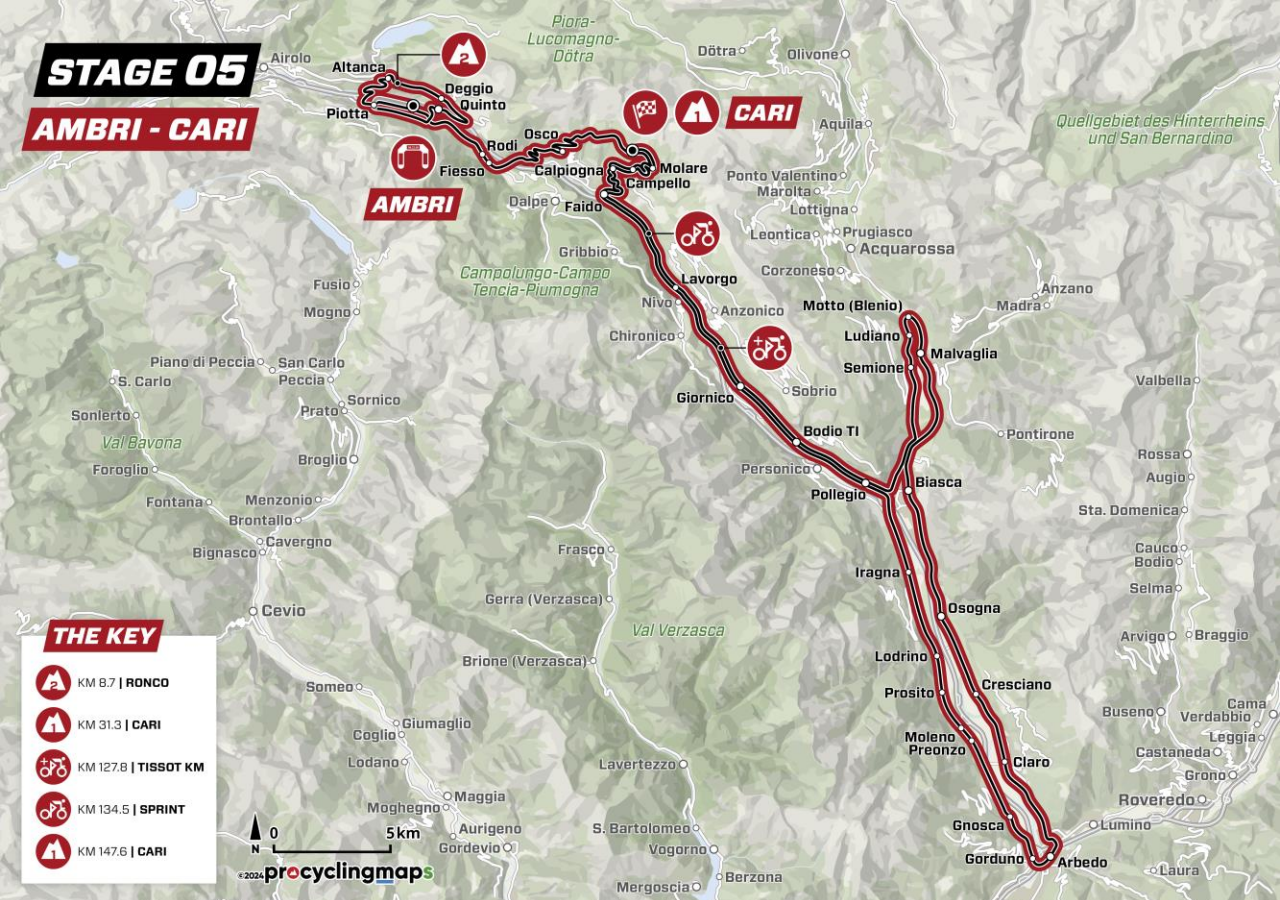 STAGE 05
AMBRI - CARI
Airolo
Altanca
2
Deggio
Quinto
Piotta
Piora-
Lucomagno-
Dötra
Dötra
Olivone
Osco
1
CARI
Rodi
Fiesso
AMBRI
Calpiogna
Molare
Campello
Dalpe
Faido
Aquila
Ponto Valentino
Marolta
Lottigna
Leontica
Prugiasco
Acquarossa
Corzoneso
Quellgebiet des Hinterrheins
und San Bernardino
Gribbio
Campolungo-Campo
Tencia-Piumogna
Lavorgo
Nivo
Anzonico
Chironico
Fusio
Mogno
Motto (Blenio)
Ludiano
Malvaglia
Semione
Anzano
Madra
Piano di Peccia
San Carlo
Peccia
S. Carlo
Sornico
Prato
Sonlerto
Val Bavona
Foroglio
Broglio
Giornico
Sobrio
Valbella
Bodio TI
Personico
Pollegio
Pontirone
Biasca
Rossa
Augio
Sta. Domenica
Fontana
Menzonio
Brontallo
Cavergno
Bignasco
Frasco
Iragna
Cauco
Bodio
Selma
Cevio
Gerra (Verzasca)
Val Verzasca
Osogna
Brione (Verzasca)
Lodrino
Arvigo
Braggio
Prosito
Cresciano
Someo
Giumaglio
Coglio
Lodano
Moleno
Preonzo
Claro
Buseno
Cama
Verdabbio
Leggia
Castaneda
Grono
Lavertezzo
Maggia
Moghegno
Aurigeno
Gordevio
Roveredo
Lumino
Gnosca
Gorduno
Arbedo
S. Bartolomeo
Vogorno
Laura
Mergoscia
Berzona
THE KEY
2 KM 8.7 | RONCO
1 KM 31.3 | CARI
KM 127.8 | TISSOT KM
KM 134.5 | SPRINT
1 KM 147.6 | CARI
N
0 5km
©2024 procyclingmaps